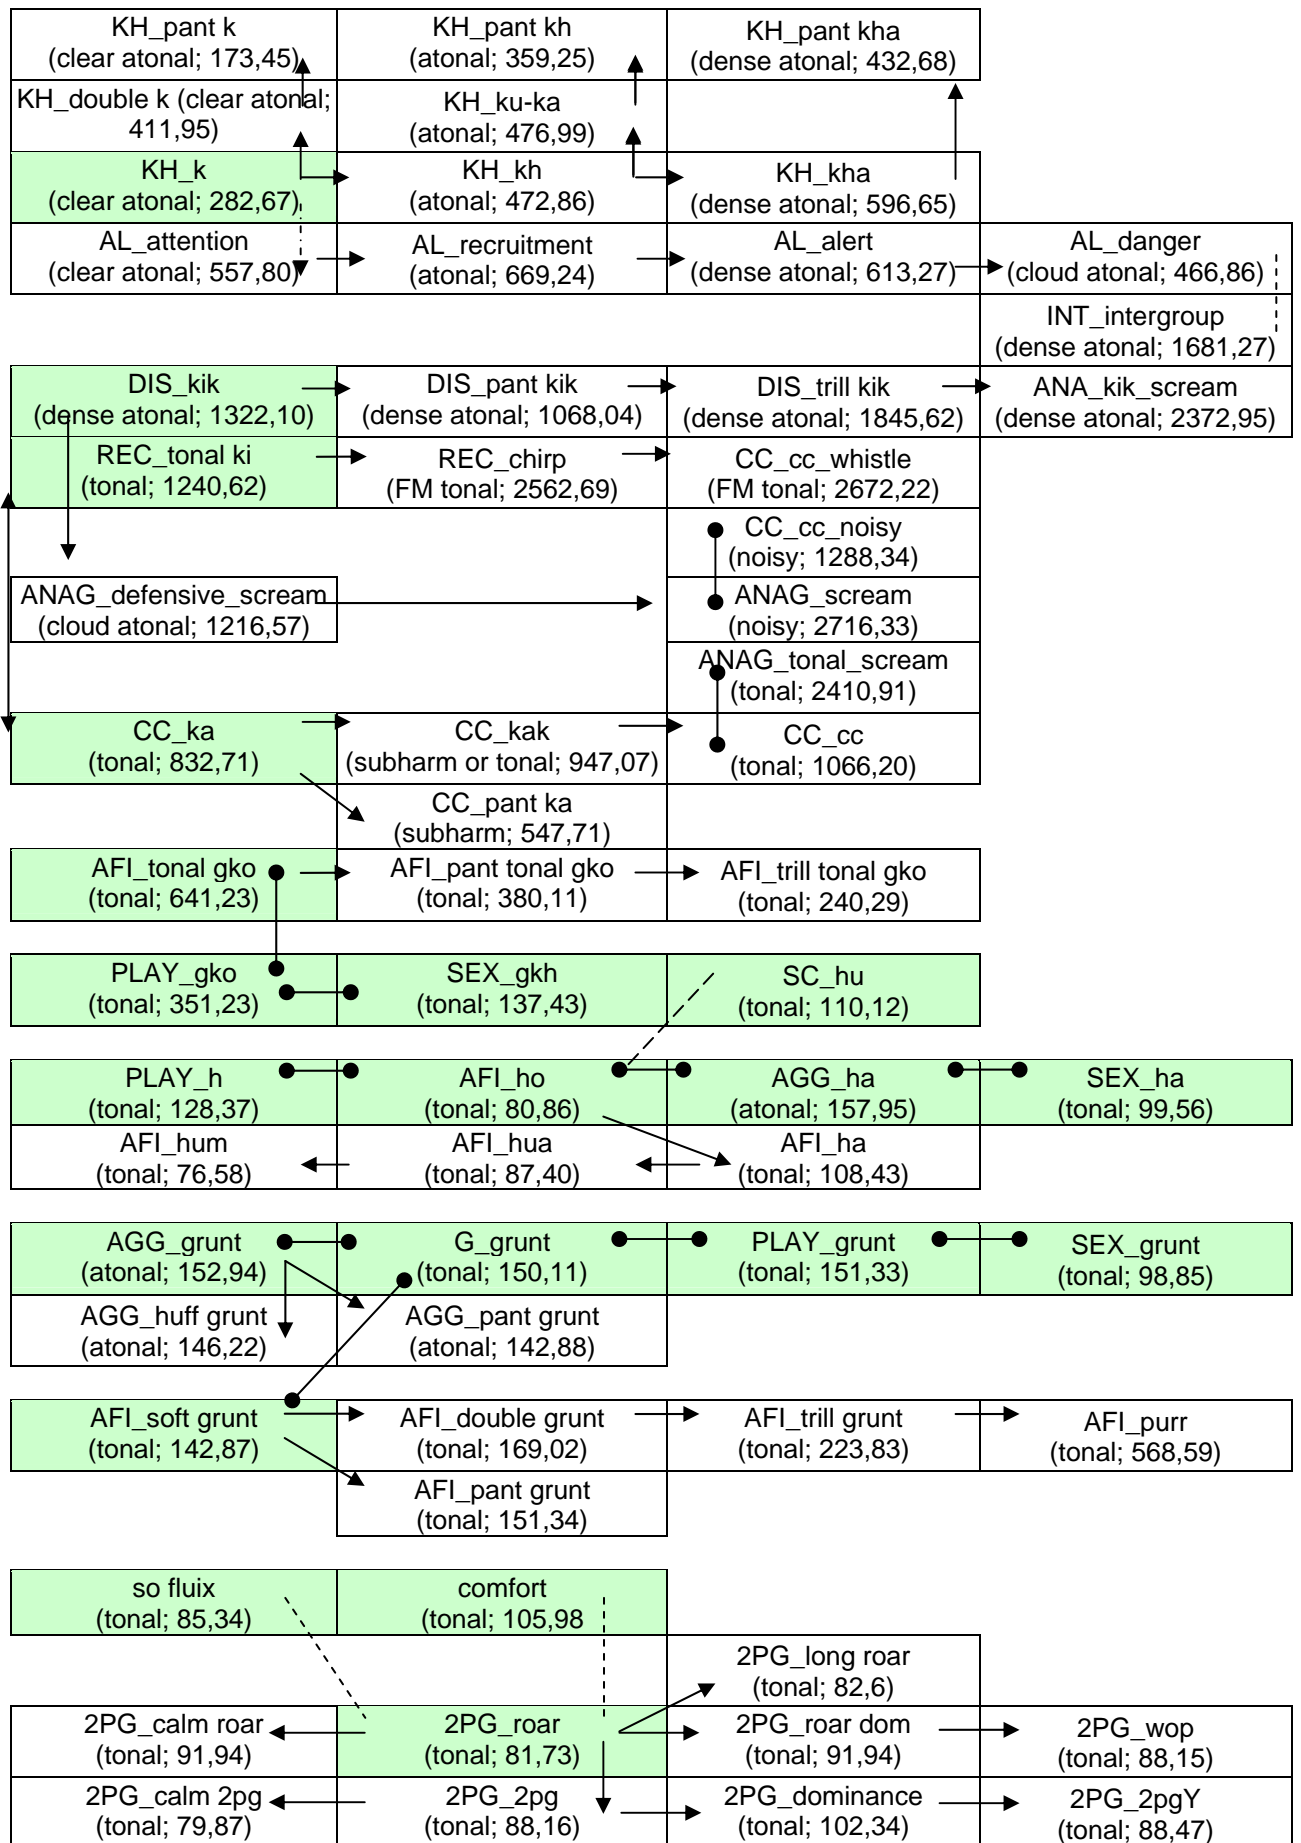 KH_pant k
(clear atonal; 173,45)
KH_pant kh
(atonal; 359,25)
KH_pant kha
(dense atonal; 432,68)
KH_double k (clear atonal;
411,95)
KH_ku-ka
(atonal; 476,99)
KH_k
(clear atonal; 282,67)
KH_kh
(atonal; 472,86)
KH_kha
(dense atonal; 596,65)
AL_attention
(clear atonal; 557,80)
AL_recruitment
(atonal; 669,24)
AL_alert
(dense atonal; 613,27)
AL_danger
(cloud atonal; 466,86)
INT_intergroup
(dense atonal; 1681,27)
DIS_kik
(dense atonal; 1322,10)
DIS_pant kik
(dense atonal; 1068,04)
DIS_trill kik
(dense atonal; 1845,62)
ANA_kik_scream
(dense atonal; 2372,95)
REC_tonal ki
(tonal; 1240,62)
REC_chirp
(FM tonal; 2562,69)
CC_cc_whistle
(FM tonal; 2672,22)
CC_cc_noisy
(noisy; 1288,34)
ANAG_defensive_scream
(cloud atonal; 1216,57)
ANAG_scream
(noisy; 2716,33)
ANAG_tonal_scream
(tonal; 2410,91)
CC_ka
(tonal; 832,71)
CC_kak
(subharm or tonal; 947,07)
CC_cc
(tonal; 1066,20)
CC_pant ka
(subharm; 547,71)
AFI_tonal gko
(tonal; 641,23)
AFI_pant tonal gko
(tonal; 380,11)
AFI_trill tonal gko
(tonal; 240,29)
PLAY_gko
(tonal; 351,23)
SEX_gkh
(tonal; 137,43)
SC_hu
(tonal; 110,12)
PLAY_h
(tonal; 128,37)
AFI_ho
(tonal; 80,86)
AGG_ha
(atonal; 157,95)
SEX_ha
(tonal; 99,56)
AFI_hum
(tonal; 76,58)
AFI_hua
(tonal; 87,40)
AFI_ha
(tonal; 108,43)
AGG_grunt
(atonal; 152,94)
G_grunt
(tonal; 150,11)
PLAY_grunt
(tonal; 151,33)
SEX_grunt
(tonal; 98,85)
AGG_huff grunt
(atonal; 146,22)
AGG_pant grunt
(atonal; 142,88)
AFI_soft grunt
(tonal; 142,87)
AFI_double grunt
(tonal; 169,02)
AFI_trill grunt
(tonal; 223,83)
AFI_purr
(tonal; 568,59)
AFI_pant grunt
(tonal; 151,34)
so fluix
(tonal; 85,34)
comfort
(tonal; 105,98
2PG_long roar
(tonal; 82,6)
2PG_calm roar
(tonal; 91,94)
2PG_roar
(tonal; 81,73)
2PG_roar dom
(tonal; 91,94)
2PG_wop
(tonal; 88,15)
2PG_calm 2pg
(tonal; 79,87)
2PG_2pg
(tonal; 88,16)
2PG_dominance
(tonal; 102,34)
2PG_2pgY
(tonal; 88,47)